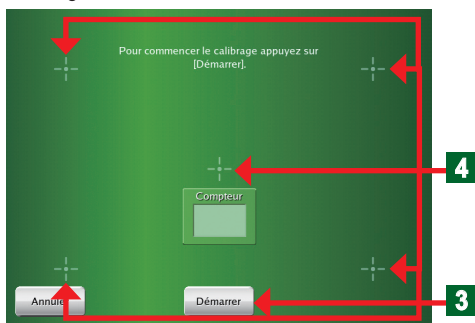 Pour commencer le calibrage appuyez sur
[Démarrer].
4
Compteur
Annuler
Démarrer
3